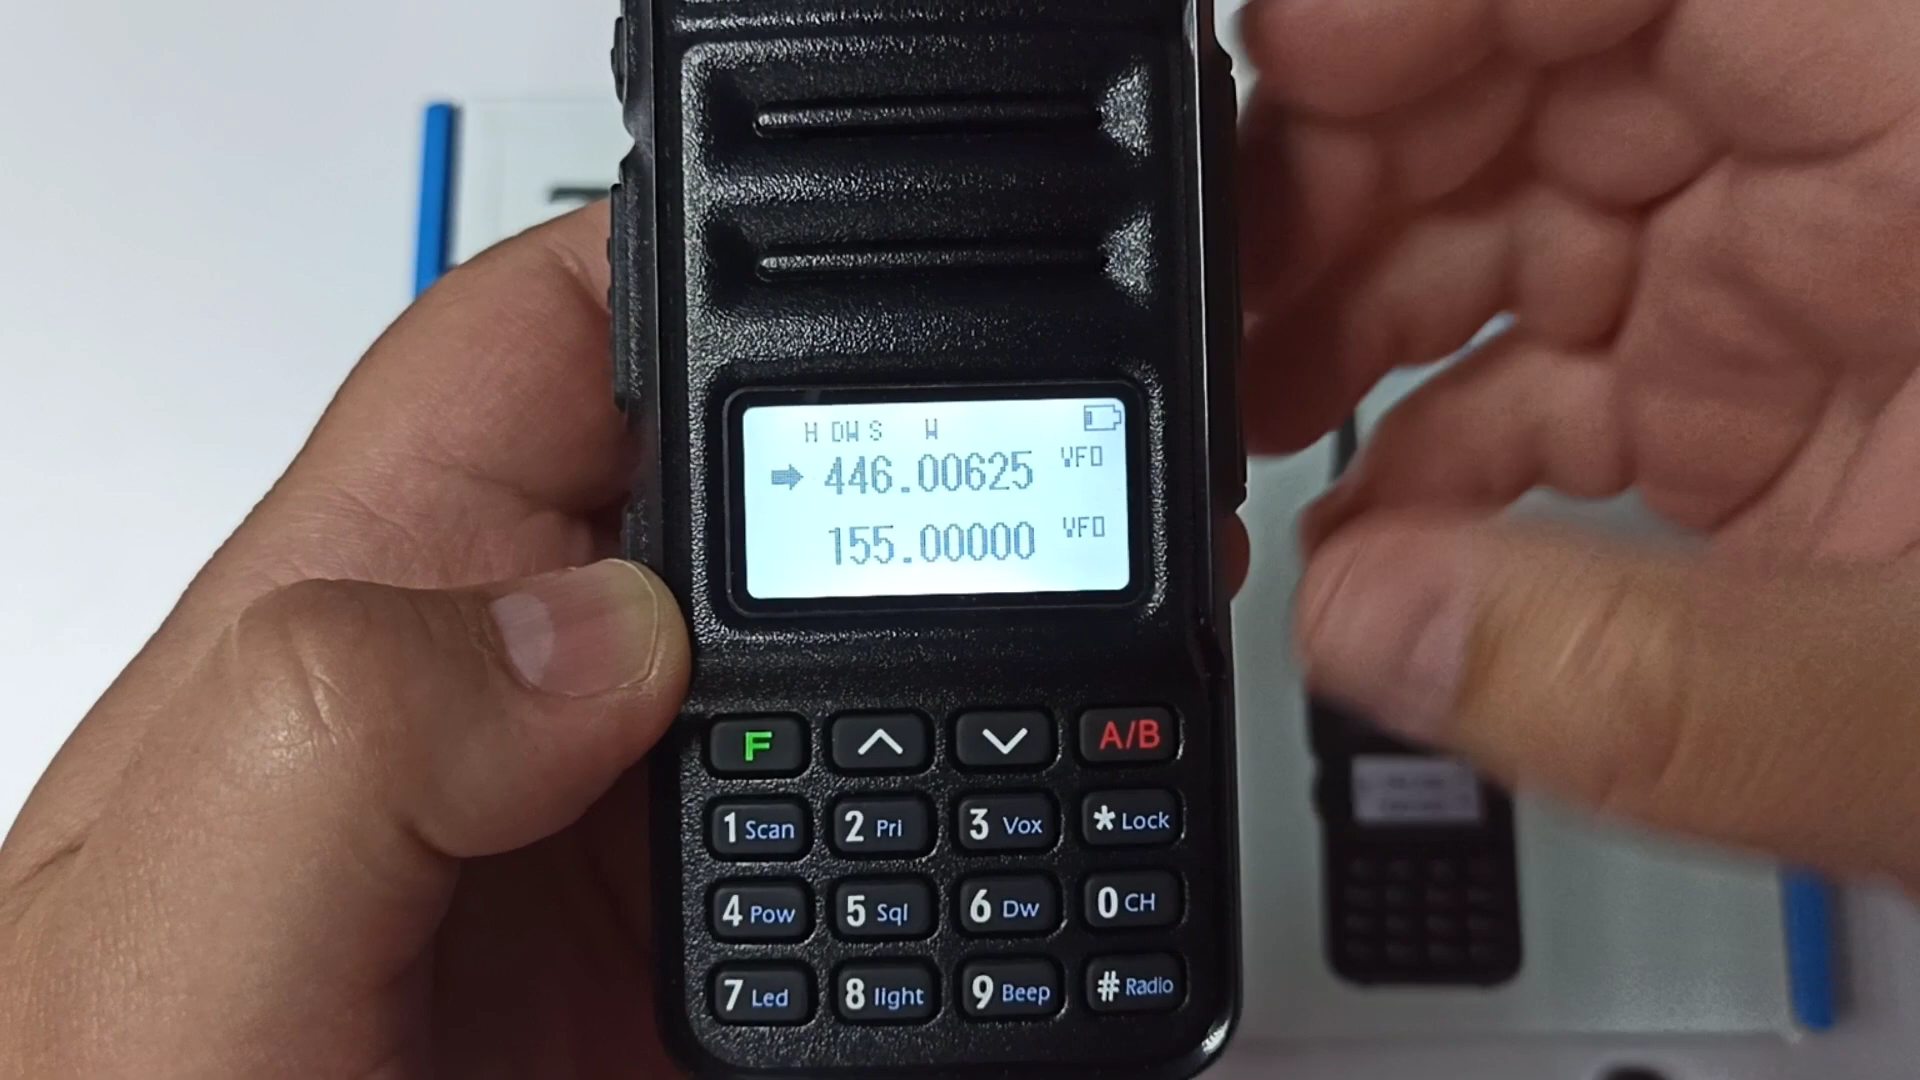 H DW S W
446.00625 VFO
155.00000 VFO
F A/B
1 Scan 2 Pri 3 Vox * Lock
4 Pow 5 Sql 6 Dw 0 CH
7 Led 8 light 9 Beep # Radio